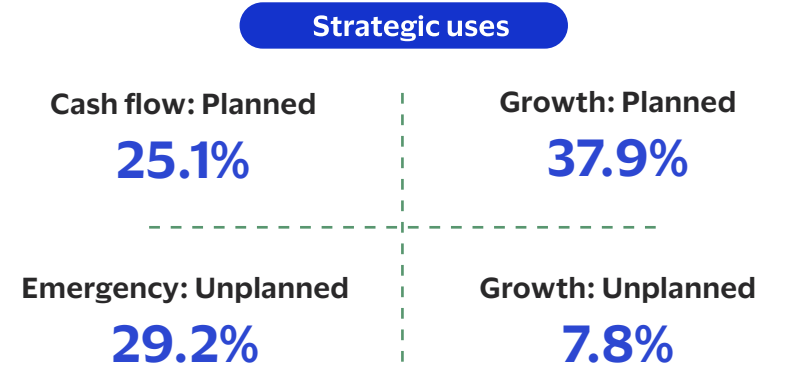 Strategic uses
Cash flow: Planned
25.1%
Growth: Planned
37.9%
Emergency: Unplanned
29.2%
Growth: Unplanned
7.8%